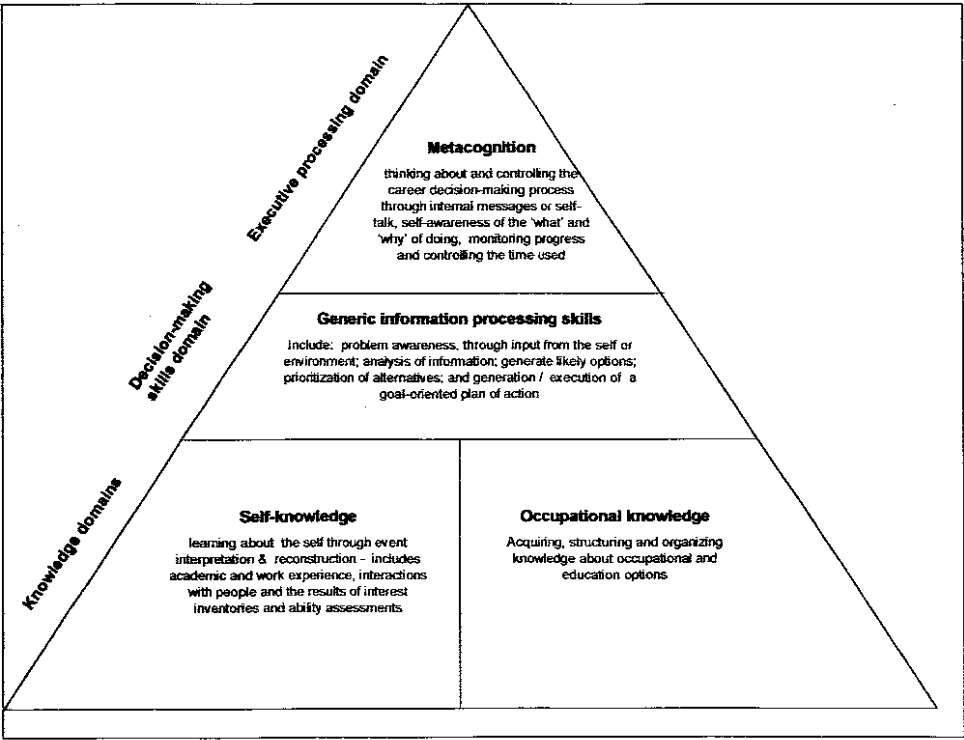 Executive processing domain
Metacognition
thinking about and controlling the
career decision-making process
through internal messages or self-
talk, self-awareness of the 'what' and
'why' of doing, monitoring progress
and controlling the time used
Decision-making
skills domain
Generic information processing skills
Include: problem awareness, through input from the self or
environment; analysis of information; generate likely options;
prioritization of alternatives; and generation / execution of a
goal-oriented plan of action
Knowledge domains
Self-knowledge
learning about the self through event
interpretation & reconstruction - includes
academic and work experience, interactions
with people and the results of interest
inventories and ability assessments
Occupational knowledge
Acquiring, structuring and organizing
knowledge about occupational and
education options